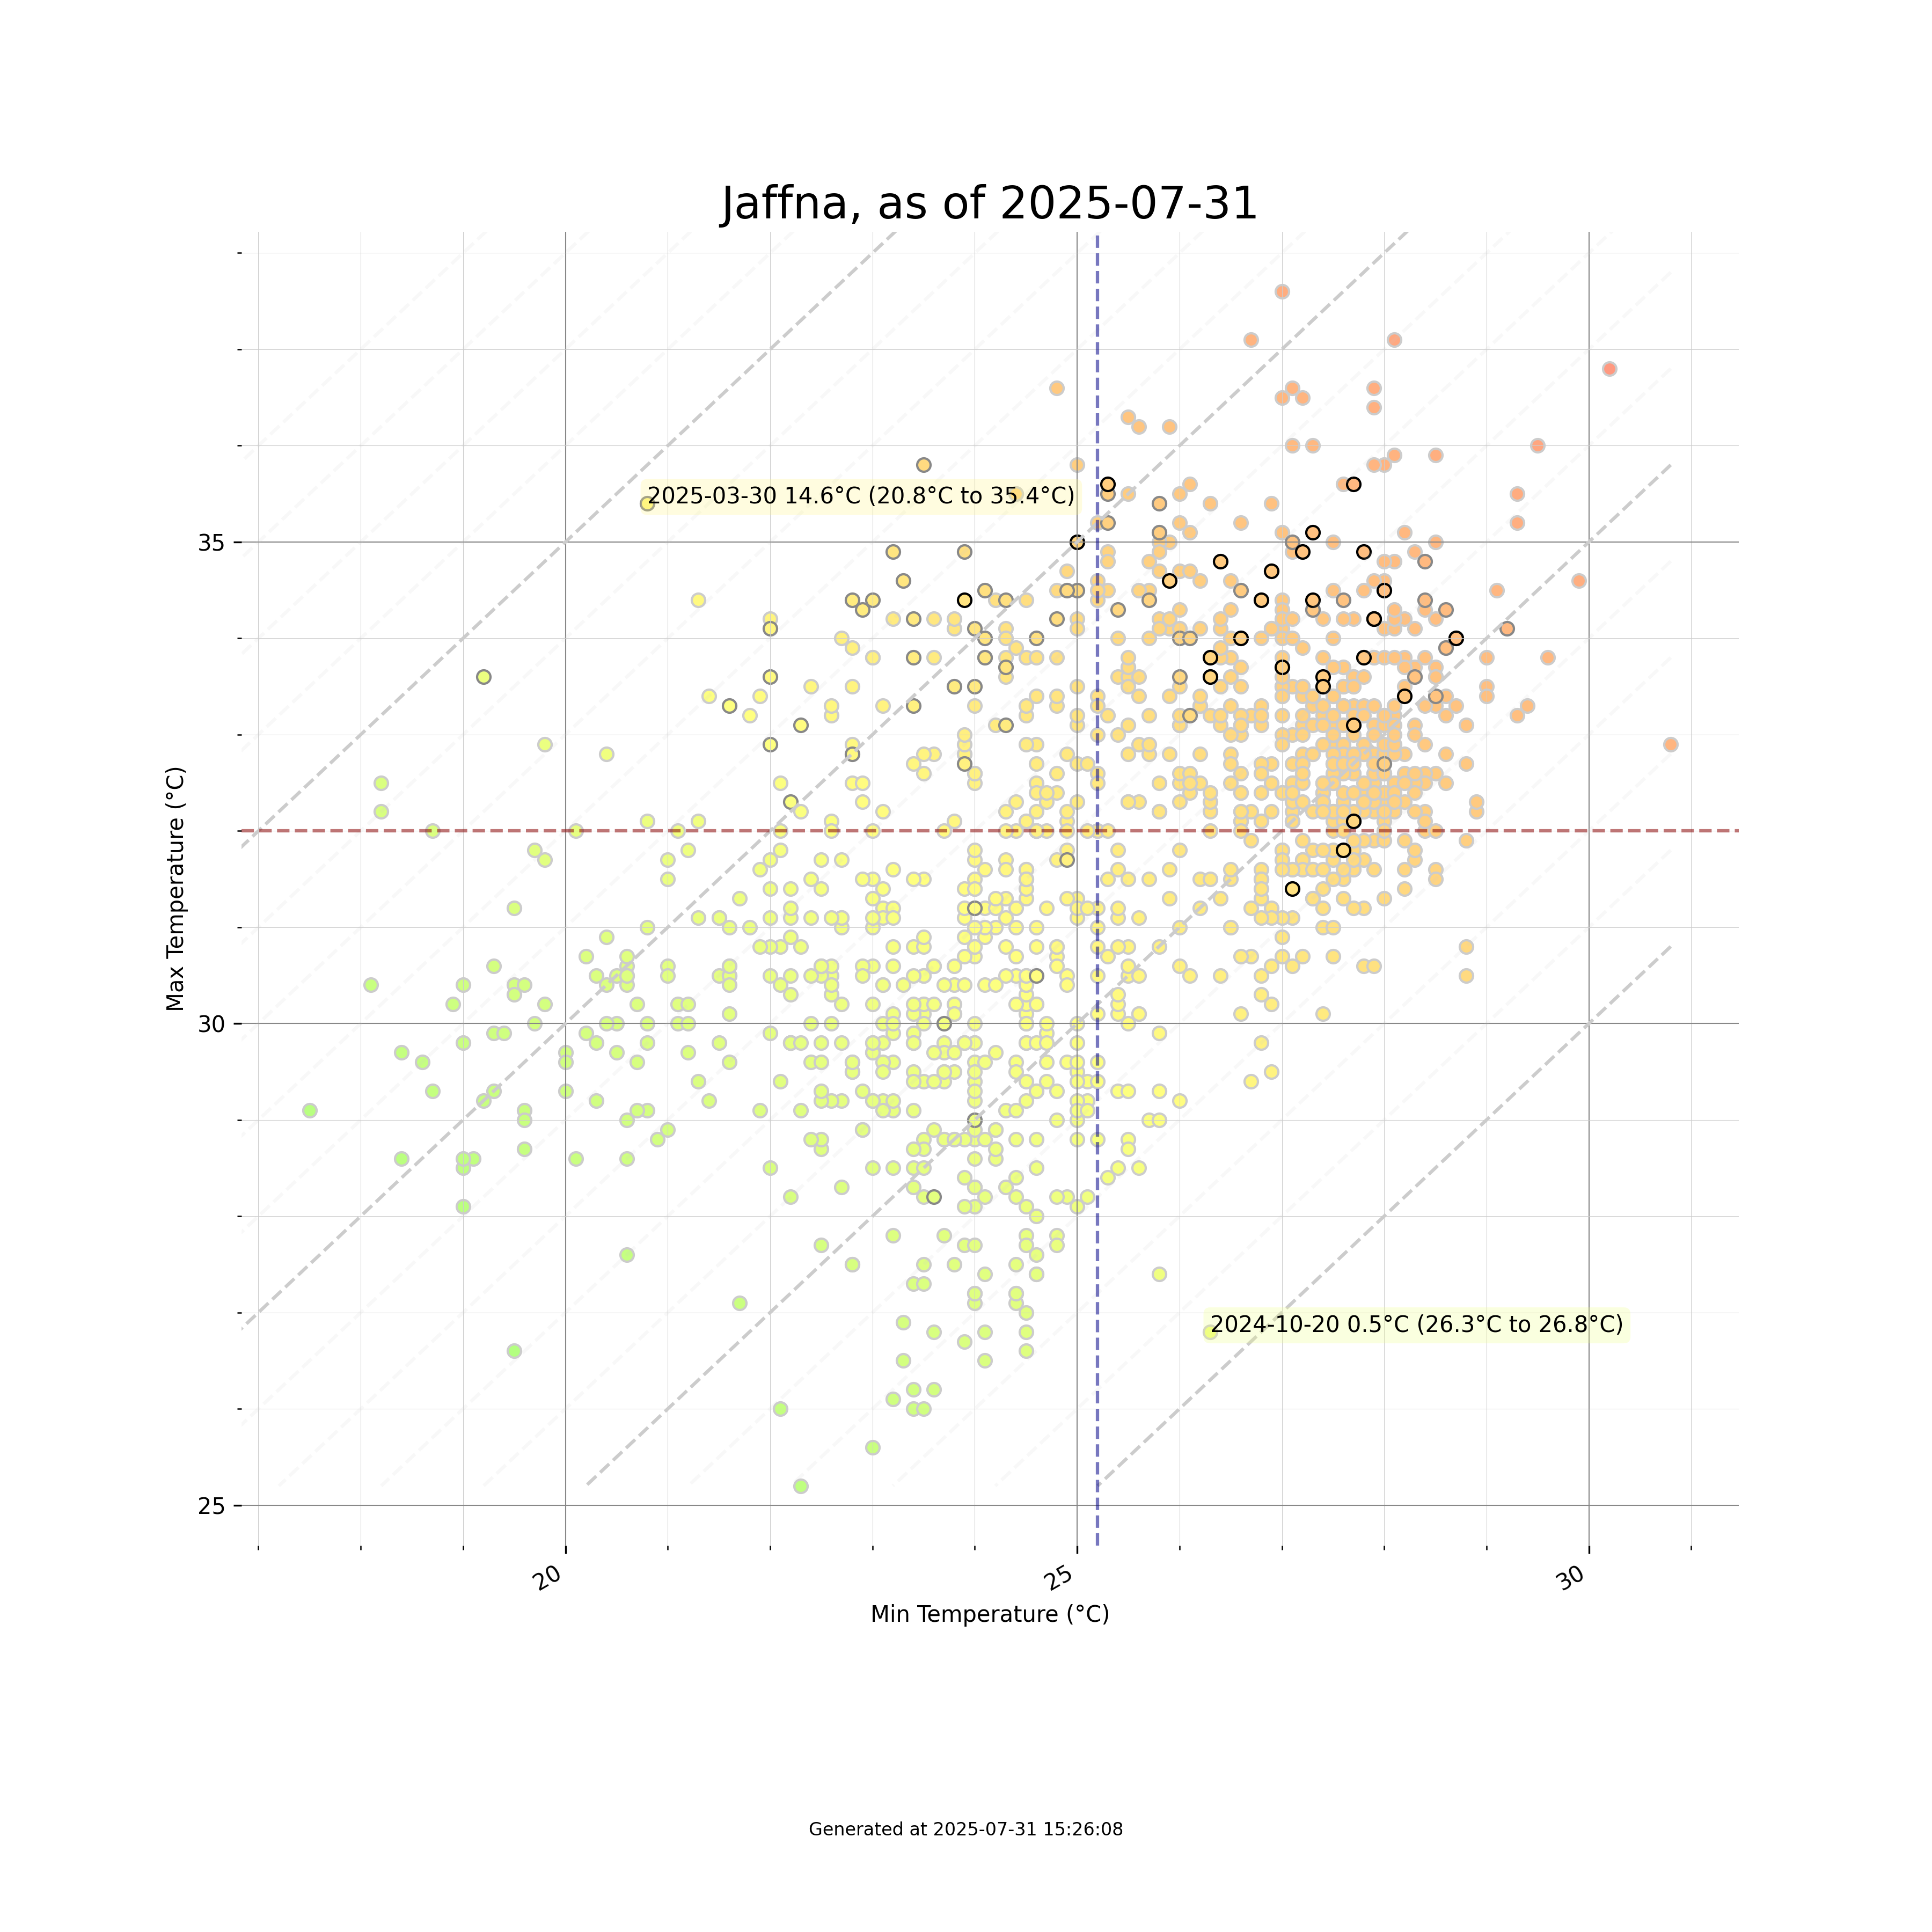 Jaffna, as of 2025-07-31
Max Temperature (°C)
35
30
25
2025-03-30 14.6°C (20.8°C to 35.4°C)
2024-10-20 0.5°C (26.3°C to 26.8°C)
20
25
30
Min Temperature (°C)
Generated at 2025-07-31 15:26:08